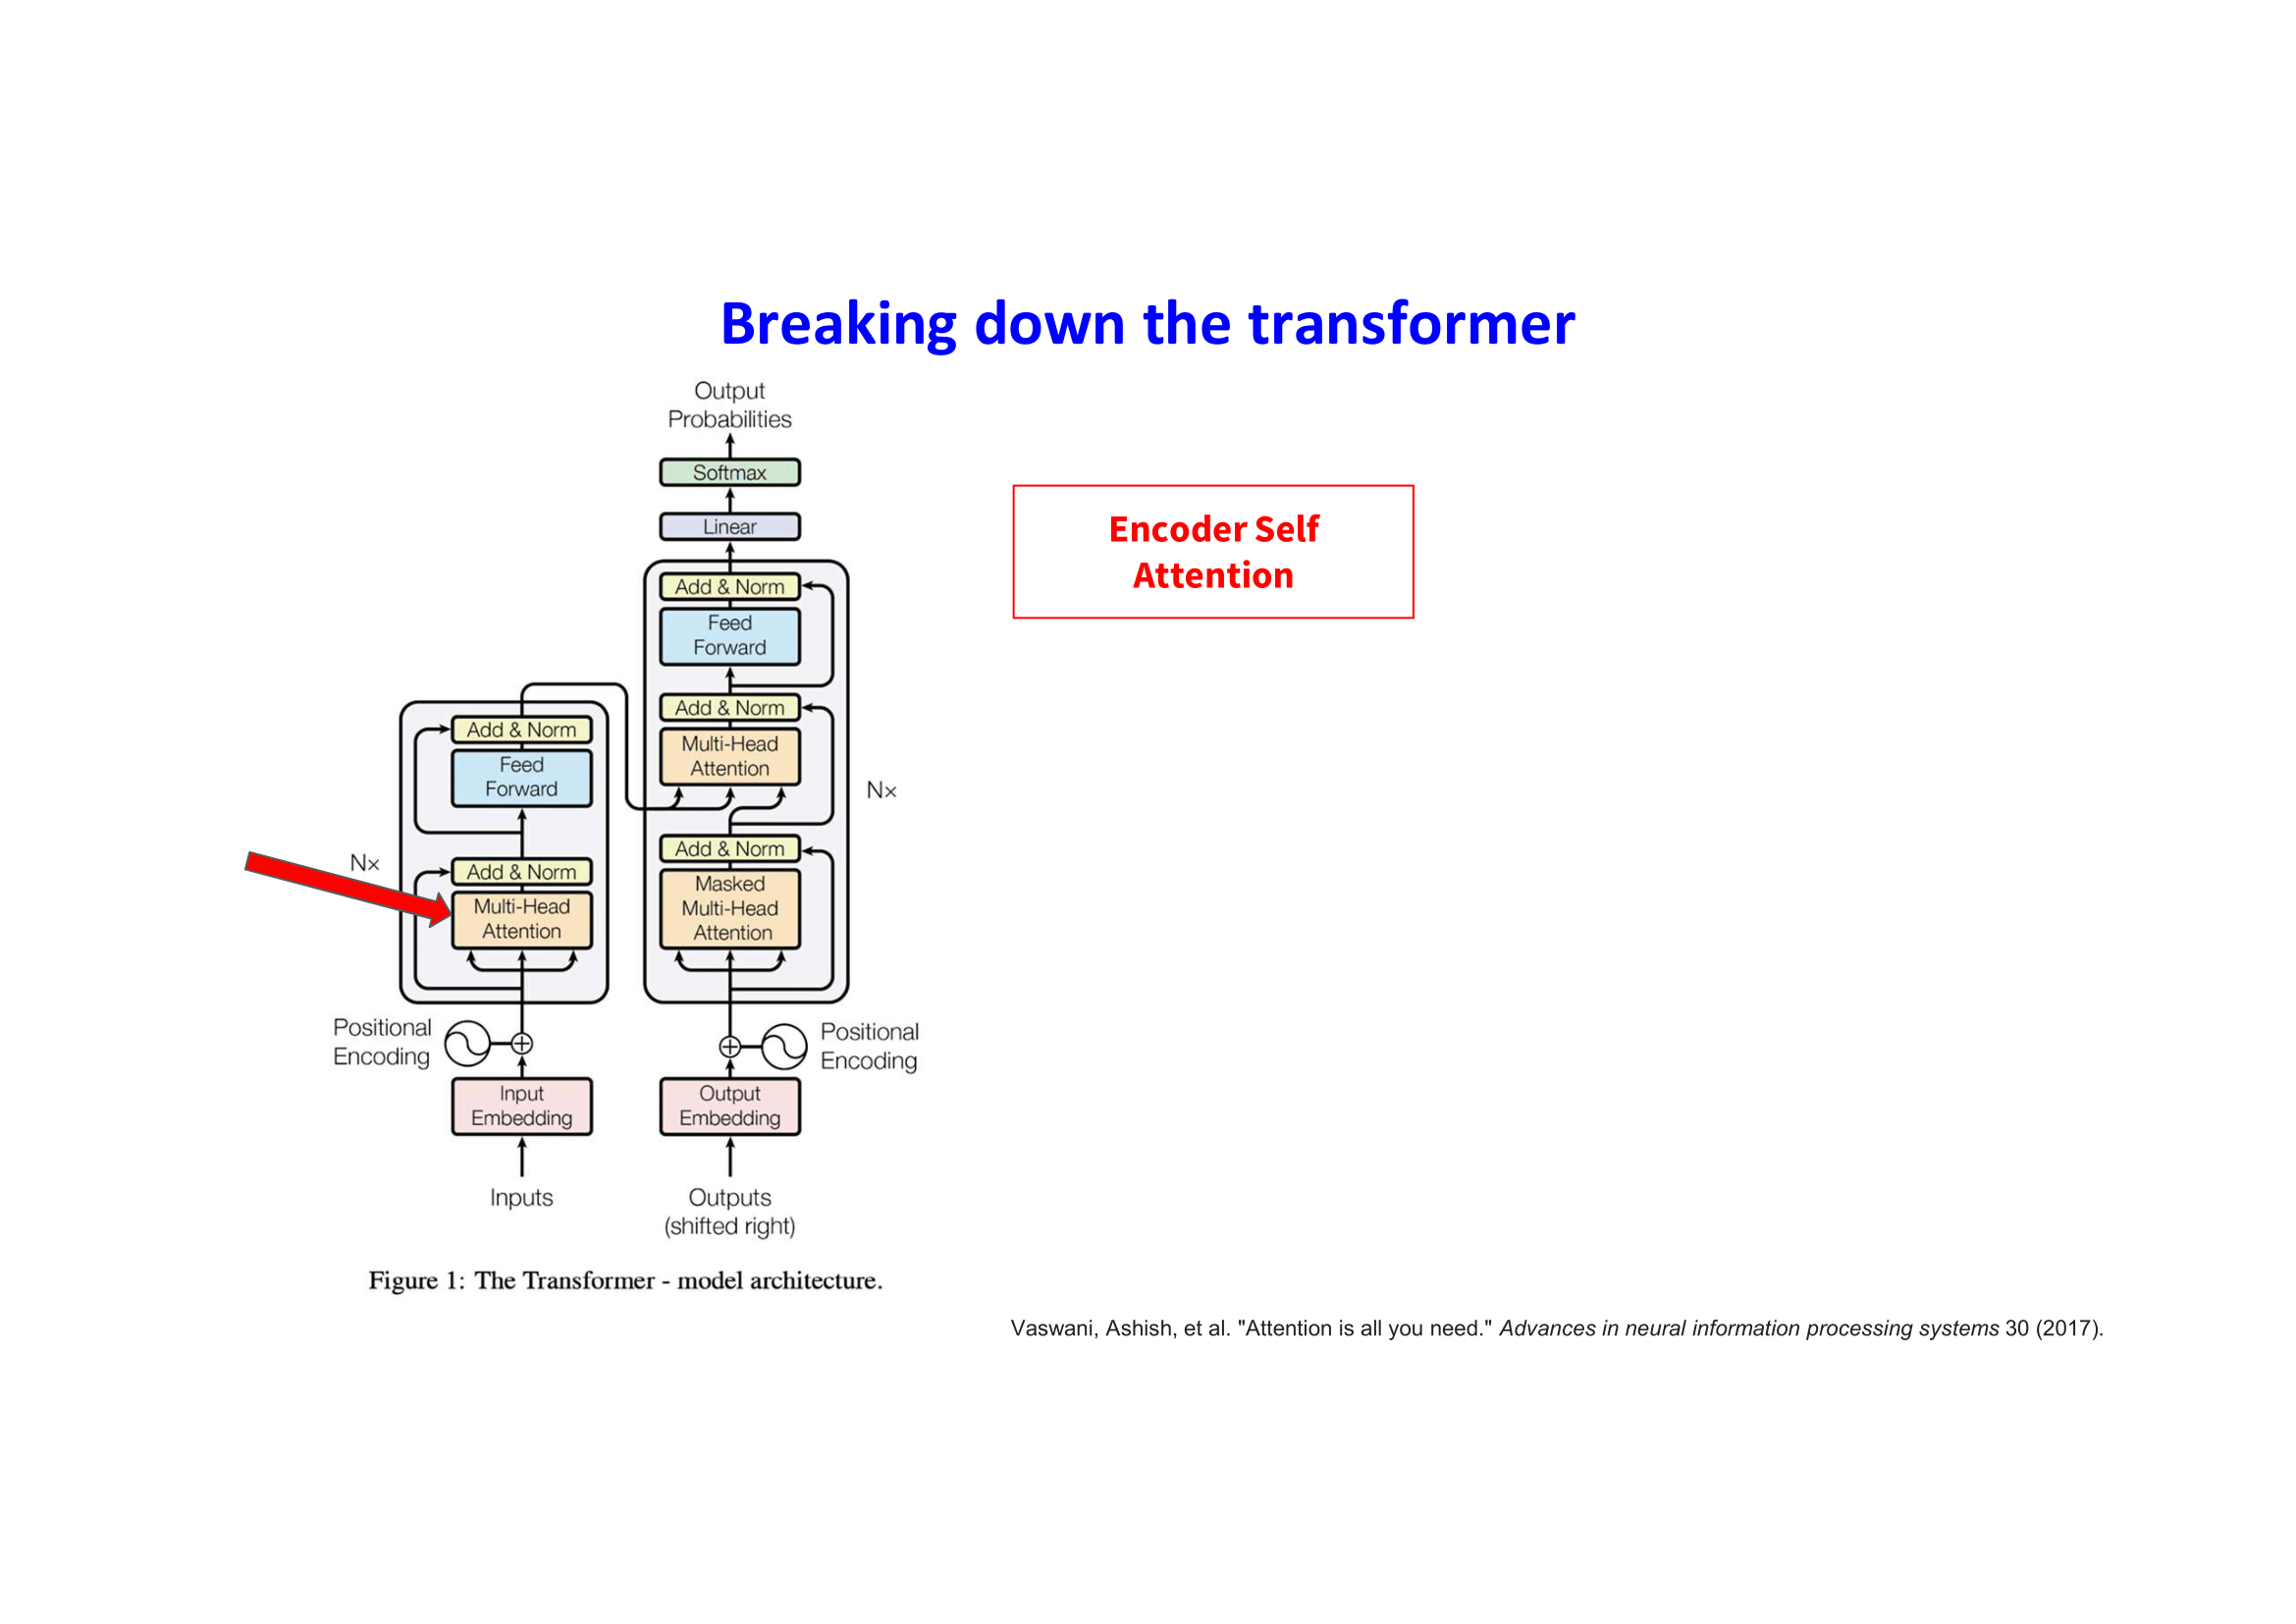 Breaking down the transformer
Output
Probabilities
Softmax
Linear
Add & Norm
Feed
Forward
Add & Norm
Multi-Head
Attention
Nx
Add & Norm
Masked
Multi-Head
Attention
Positional
Encoding
Output
Embedding
Outputs
(shifted right)
Add & Norm
Feed
Forward
Nx
Add & Norm
Multi-Head
Attention
Positional
Encoding
Input
Embedding
Inputs
Figure 1: The Transformer - model architecture.
Encoder Self
Attention
Vaswani, Ashish, et al. "Attention is all you need." Advances in neural information processing systems 30 (2017).